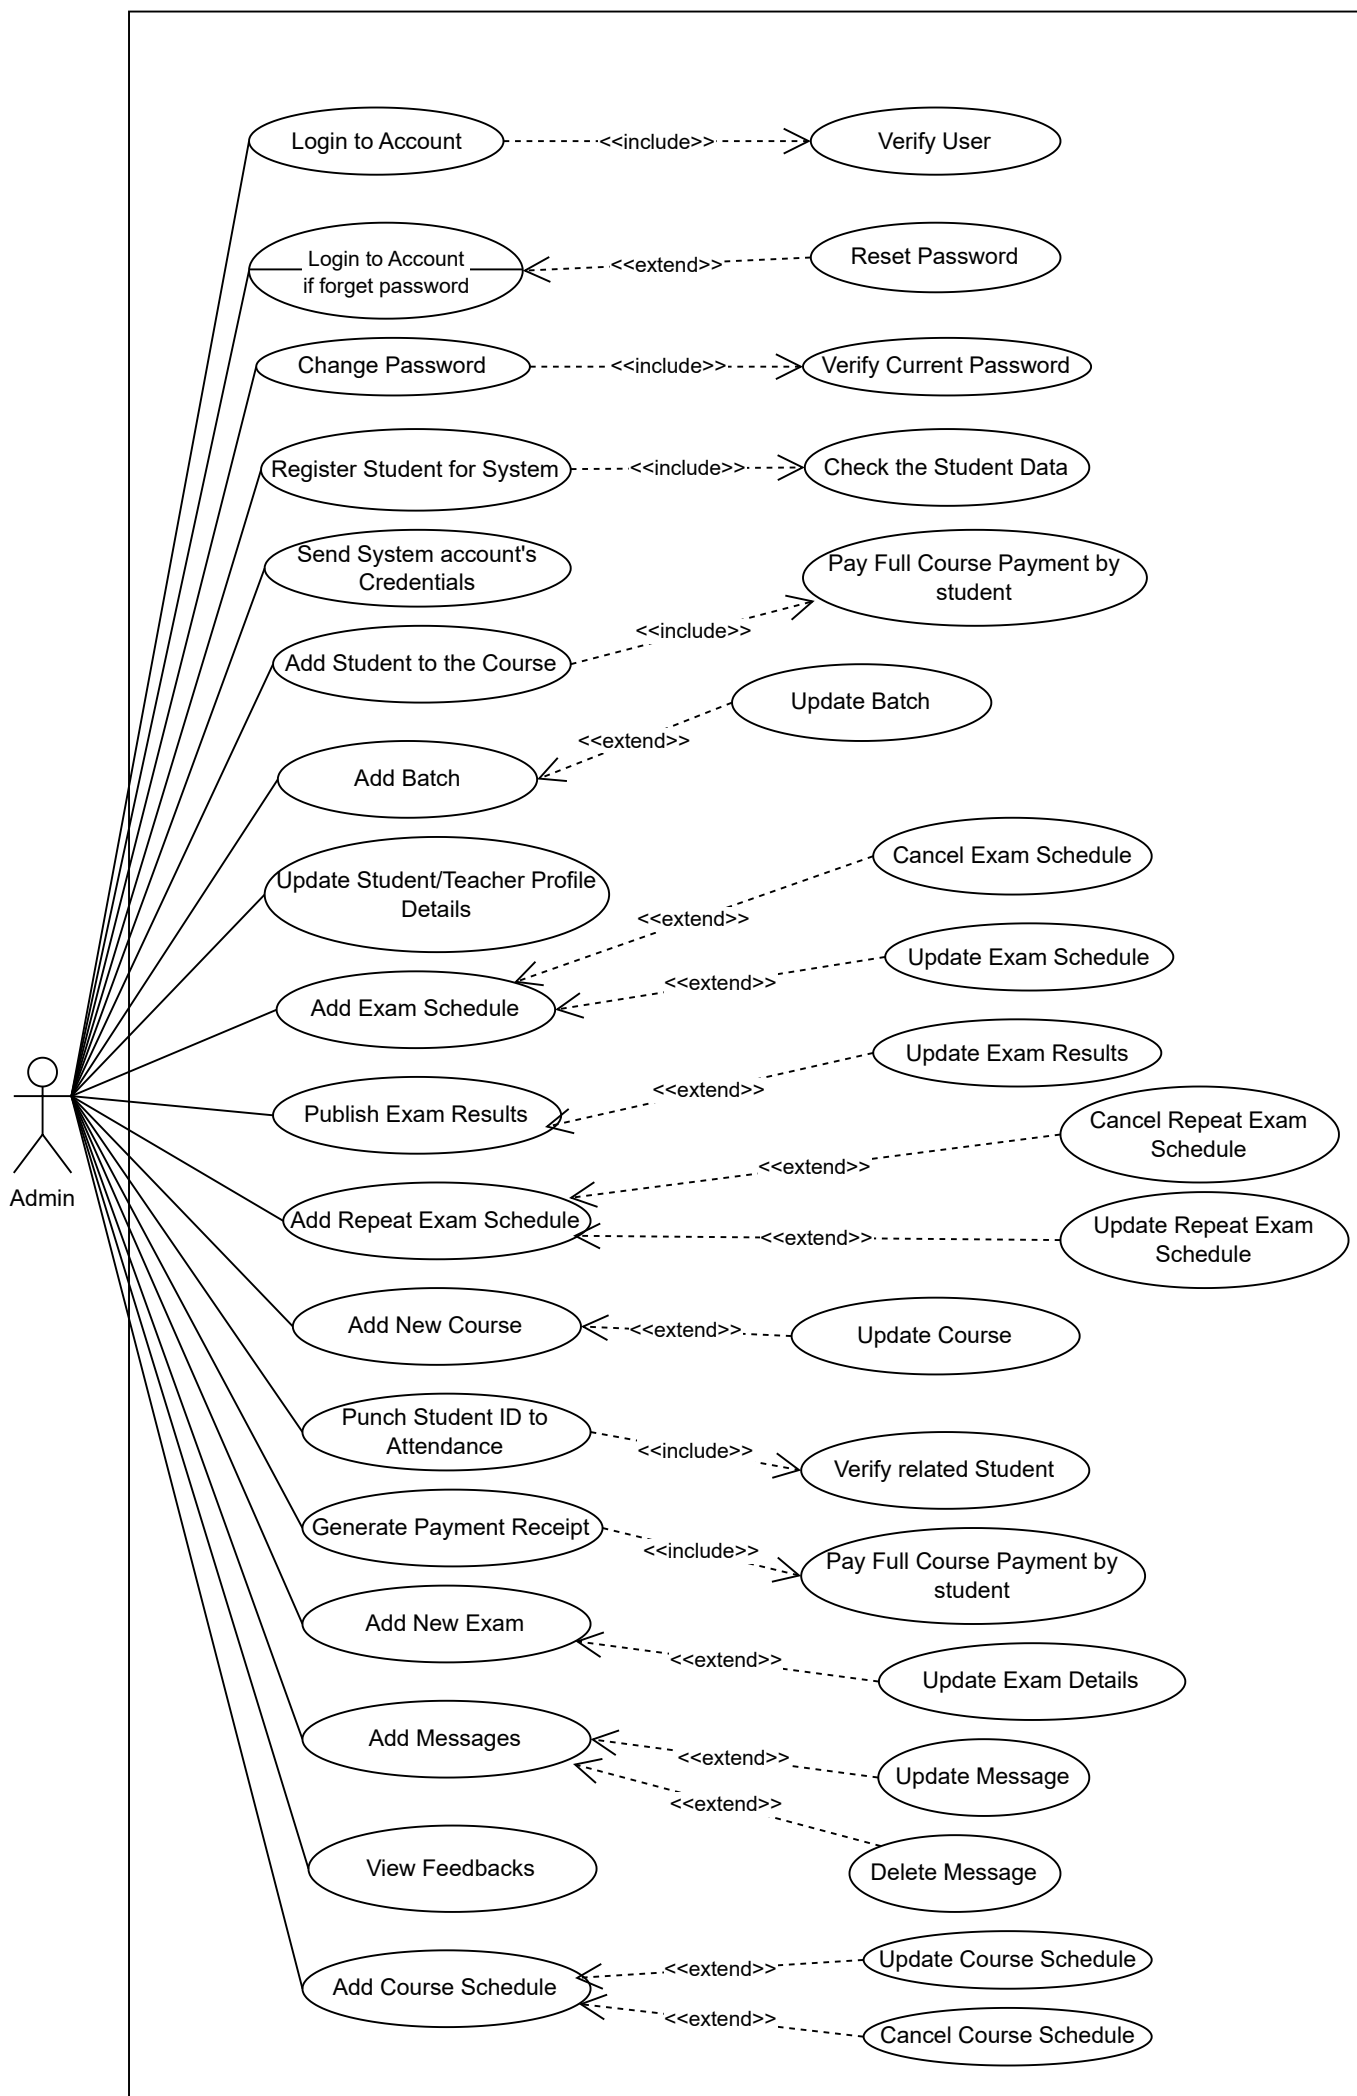 Login to Account
<<include>>
Verify User
Login to Account
if forget password
<<extend>>
Reset Password
Change Password
<<include>>
Verify Current Password
Register Student for System
<<include>>
Check the Student Data
Send System account's
Credentials
Pay Full Course Payment by
student
<<include>>
Add Student to the Course
Update Batch
<<extend>>
Add Batch
Update Student/Teacher Profile
Details
Cancel Exam Schedule
<<extend>>
Update Exam Schedule
<<extend>>
Add Exam Schedule
Update Exam Results
<<extend>>
Publish Exam Results
Cancel Repeat Exam
Schedule
<<extend>>
Admin
Add Repeat Exam Schedule
<<extend>>
Update Repeat Exam
Schedule
Add New Course
<<extend>>
Update Course
Punch Student ID to
Attendance
<<include>>
Verify related Student
Generate Payment Receipt
<<include>>
Pay Full Course Payment by
student
Add New Exam
<<extend>>
Update Exam Details
Add Messages
<<extend>>
Update Message
<<extend>>
Delete Message
View Feedbacks
Update Course Schedule
<<extend>>
Add Course Schedule
<<extend>>
Cancel Course Schedule